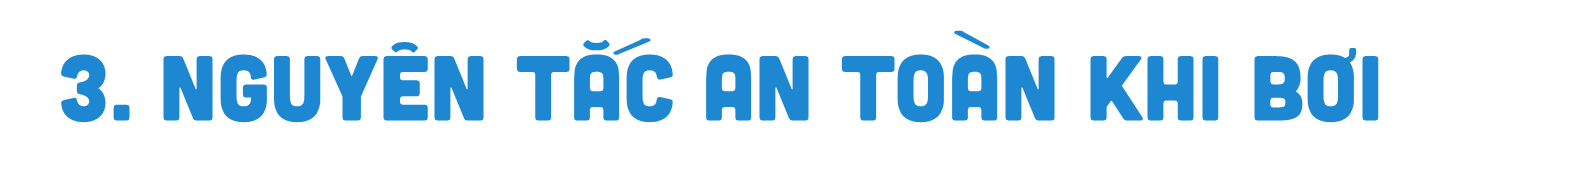 3. NGUYÊN TẮC AN TOÀN KHI BƠI